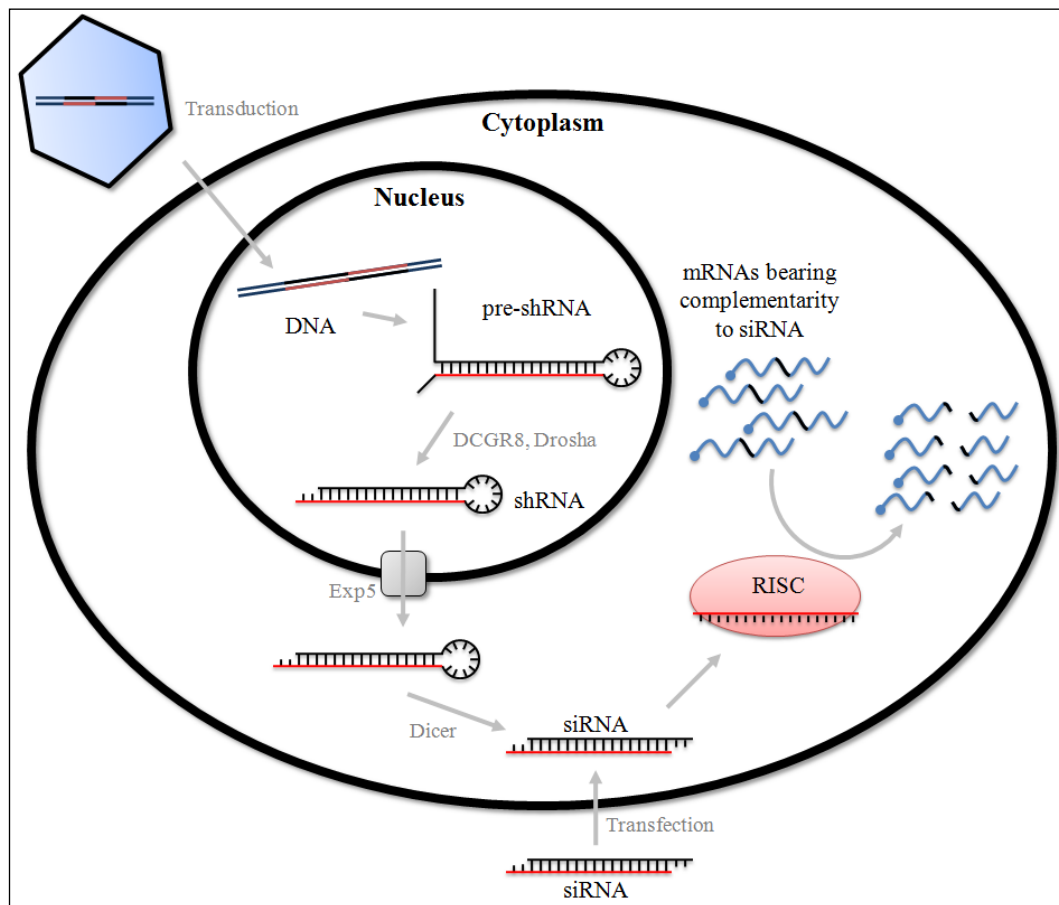 Transduction
Cytoplasm
Nucleus
mRNAs bearing
complementarity
to siRNA
pre-shRNA
DNA
DCGR8, Drosha
shRNA
Exp5
RISC
Dicer
siRNA
Transfection
siRNA